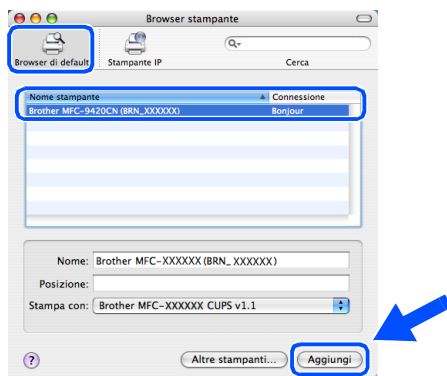 Browser stampante
Browser di default
Stampante IP
Cerca
Nome stampante
Connessione
Brother MFC-9420CN (BRN_XXXXXX)
Bonjour
Nome: Brother MFC-XXXXXX (BRN_ XXXXXX)
Posizione:
Stampa con: Brother MFC-XXXXXX CUPS v1.1
?
Altre stampanti...
Aggiungi